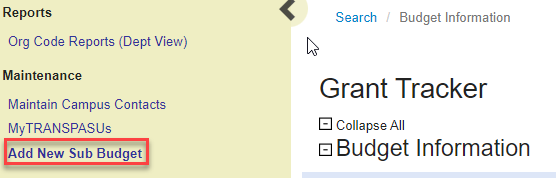 Reports
Org Code Reports (Dept View)
Maintenance
Maintain Campus Contacts
MyTRANSPASUs
Add New Sub Budget
Search / Budget Information
Grant Tracker
Collapse All
Budget Information